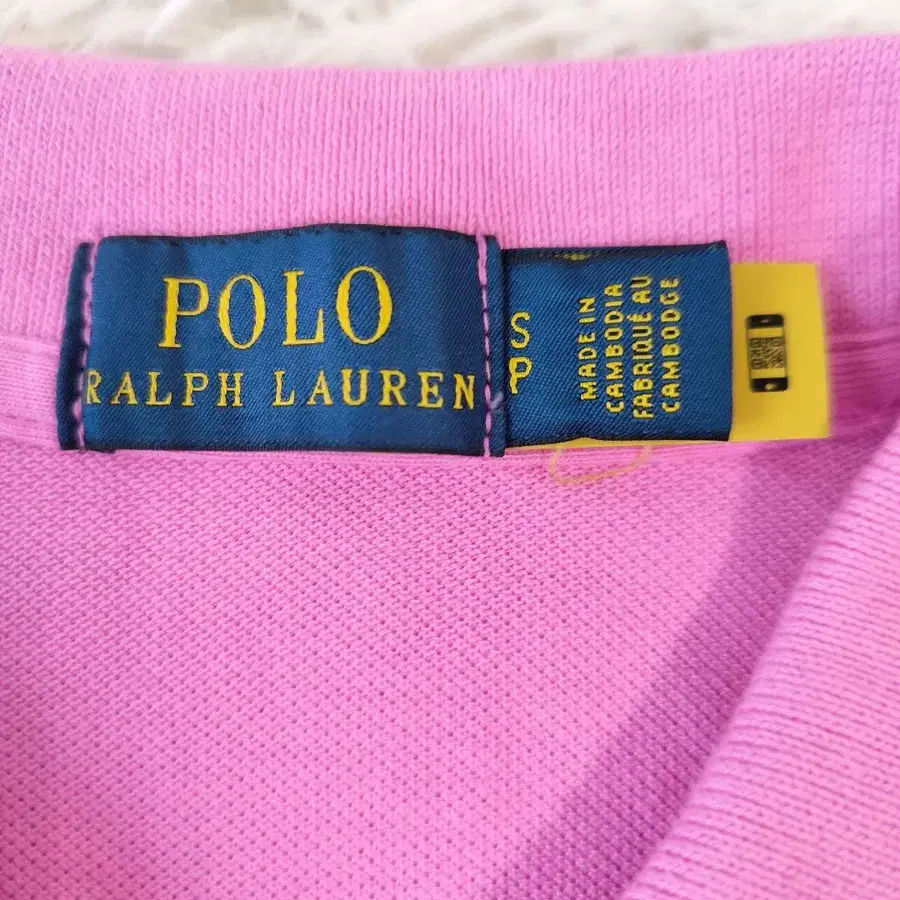 POLO
RALPH LAUREN
S
P
MADE IN
CAMBODIA
FABRIQUÉ AU
CAMBODGE